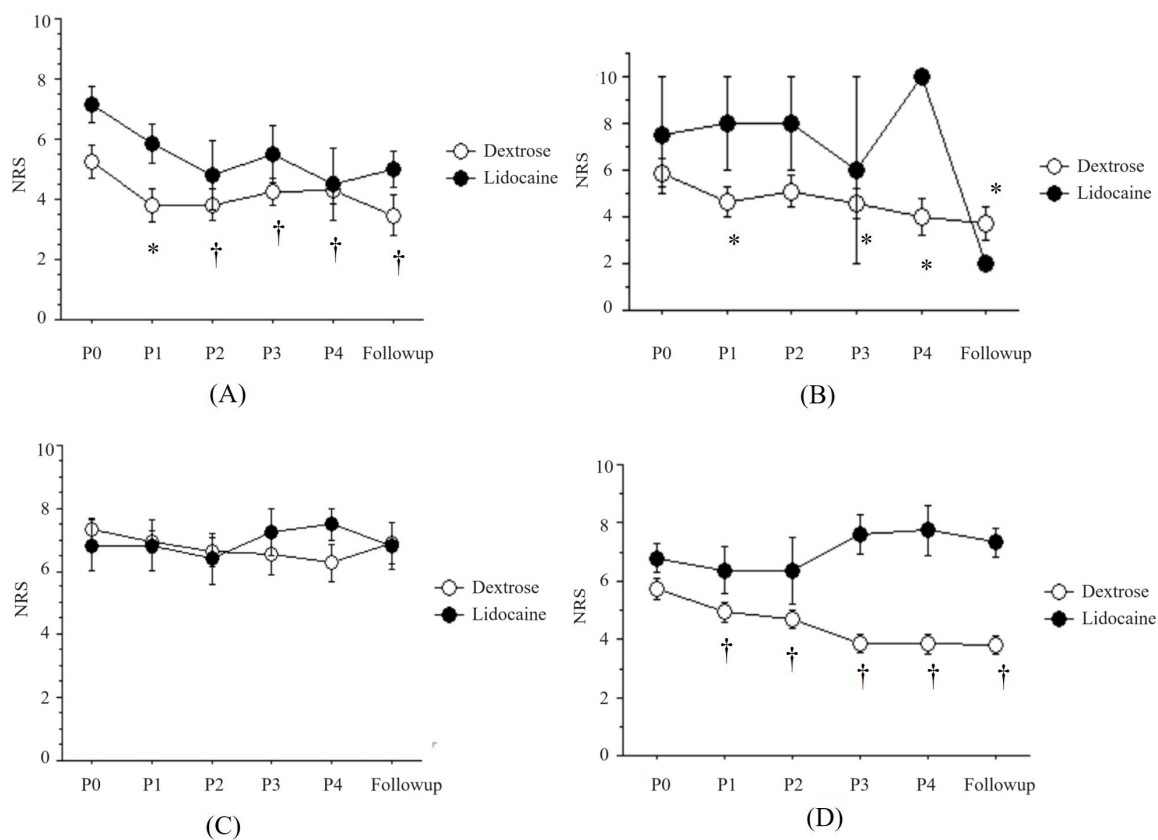 10
8
6
4
2
0
NRS
*
†
†
†
†
P0 P1 P2 P3 P4 Followup
Dextrose
Lidocaine
(A)
10
8
6
4
2
0
NRS
*
*
*
*
P0 P1 P2 P3 P4 Followup
Dextrose
Lidocaine
(B)
10
8
6
4
2
0
NRS
P0 P1 P2 P3 P4 Followup
Dextrose
Lidocaine
(C)
10
8
6
4
2
0
NRS
†
†
†
†
†
P0 P1 P2 P3 P4 Followup
Dextrose
Lidocaine
(D)